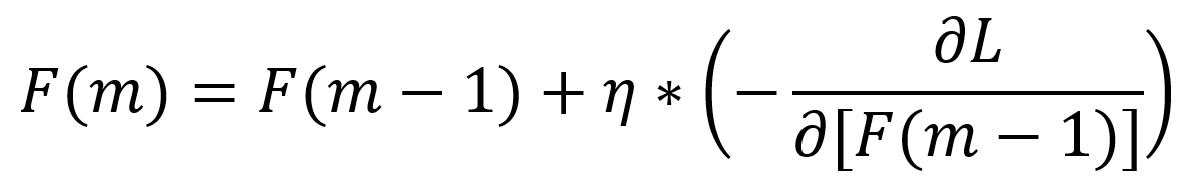 F(m) = F(m − 1) + η * (− ∂L / ∂[F(m − 1)])